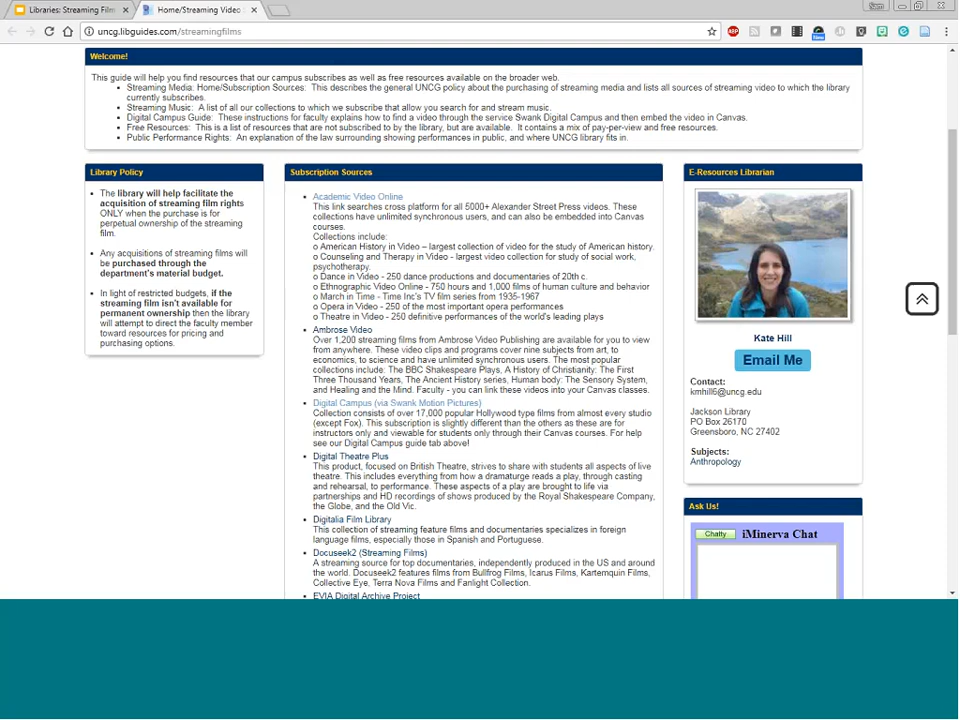 Libraries: Streaming Film
Home/Streaming Video
Sam
uncg.libguides.com/streamingfilms
ABP
New
Welcome!
This guide will help you find resources that our campus subscribes as well as free resources available on the broader web.
Streaming Media: Home/Subscription Sources: This describes the general UNCG policy about the purchasing of streaming media and lists all sources of streaming video to which the library
currently subscribes.
Streaming Music: A list of all our collections to which we subscribe that allow you search for and stream music.
Digital Campus Guide: These instructions for faculty explains how to find a video through the service Swank Digital Campus and then embed the video in Canvas.
Free Resources: This is a list of resources that are not subscribed to by the library, but are available. It contains a mix of pay-per-view and free resources.
Public Performance Rights: An explanation of the law surrounding showing performances in public, and where UNCG library fits in.
Library Policy
The library will help facilitate the
acquisition of streaming film rights
ONLY when the purchase is for
perpetual ownership of the streaming
film.
Any acquisitions of streaming films will
be purchased through the
department's material budget.
In light of restricted budgets, if the
streaming film isn't available for
permanent ownership then the library
will attempt to direct the faculty member
toward resources for pricing and
purchasing options.
Subscription Sources
Academic Video Online
This link searches cross platform for all 5000+ Alexander Street Press videos. These
collections have unlimited synchronous users, and can also be embedded into Canvas
courses.
Collections include:
o American History in Video – largest collection of video for the study of American history.
o Counseling and Therapy in Video - largest video collection for study of social work,
psychotherapy.
o Dance in Video - 250 dance productions and documentaries of 20th c.
o Ethnographic Video Online - 750 hours and 1,000 films of human culture and behavior
o March in Time - Time Inc's TV film series from 1935-1967
o Opera in Video - 250 of the most important opera performances
o Theatre in Video - 250 definitive performances of the world's leading plays
Ambrose Video
Over 1,200 streaming films from Ambrose Video Publishing are available for you to view
from anywhere. These video clips and programs cover nine subjects from art, to
economics, to science and have unlimited synchronous users. The most popular
collections include: The BBC Shakespeare Plays, A History of Christianity: The First
Three Thousand Years, The Ancient History series, Human body: The Sensory System,
and Healing and the Mind. Faculty - you can link these videos into your Canvas classes.
Digital Campus (via Swank Motion Pictures)
Collection consists of over 17,000 popular Hollywood type films from almost every studio
(except Fox). This subscription is slightly different than the others as these are for
instructors only and viewable for students only through their Canvas courses. For help
see our Digital Campus guide tab above!
Digital Theatre Plus
This product, focused on British Theatre, strives to share with students all aspects of live
theatre. This includes everything from how a dramaturge reads a play, through casting
and rehearsal, to performance. These aspects of a play are brought to life via
partnerships and HD recordings of shows produced by the Royal Shakespeare Company,
the Globe, and the Old Vic.
Digitalia Film Library
This collection of streaming feature films and documentaries specializes in foreign
language films, especially those in Spanish and Portuguese.
Docuseek2 (Streaming Films)
A streaming source for top documentaries, independently produced in the US and around
the world. Docuseek2 features films from Bullfrog Films, Icarus Films, Kartemquin Films,
Collective Eye, Terra Nova Films and Fanlight Collection.
EVIA Digital Archive Project
E-Resources Librarian
Kate Hill
Email Me
Contact:
kmhill6@uncg.edu
Jackson Library
PO Box 26170
Greensboro, NC 27402
Subjects:
Anthropology
Ask Us!
Chatty
iMinerva Chat